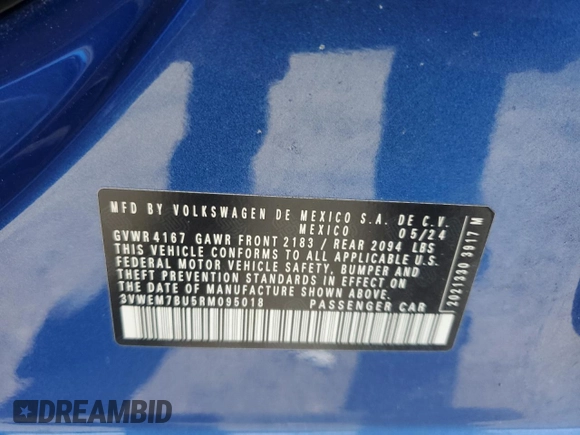 MFD BY VOLKSWAGEN DE MEXICO S.A. DE C.V.
MEXICO 05/24
GVWR 4167 GAWR FRONT 2183 / REAR 2094 LBS
THIS VEHICLE CONFORMS TO ALL APPLICABLE U.S.
FEDERAL MOTOR VEHICLE SAFETY, BUMPER AND
THEFT PREVENTION STANDARDS IN EFFECT ON
THE DATE OF MANUFACTURE SHOWN ABOVE.
3VWEM7BU5RM095018 PASSENGER CAR
2021330 3917 M
DREAMBID